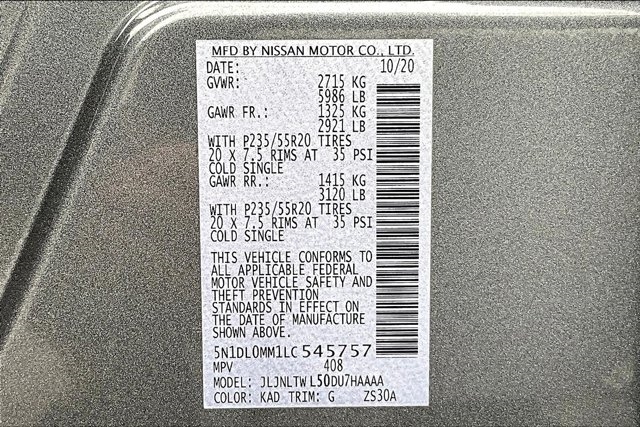 MFD BY NISSAN MOTOR CO., LTD.
DATE: 10/20
GVWR: 2715 KG
5986 LB
GAWR FR.: 1325 KG
2921 LB
WITH P235/55R20 TIRES
20 X 7.5 RIMS AT 35 PSI
COLD SINGLE
GAWR RR.: 1415 KG
3120 LB
WITH P235/55R20 TIRES
20 X 7.5 RIMS AT 35 PSI
COLD SINGLE
THIS VEHICLE CONFORMS TO
ALL APPLICABLE FEDERAL
MOTOR VEHICLE SAFETY AND
THEFT PREVENTION
STANDARDS IN EFFECT ON
THE DATE OF MANUFACTURE
SHOWN ABOVE.
5N1DL0MM1LC545757
MPV 408
MODEL: JLJNLTWL50DU7HAAAA
COLOR: KAD TRIM: G ZS30A